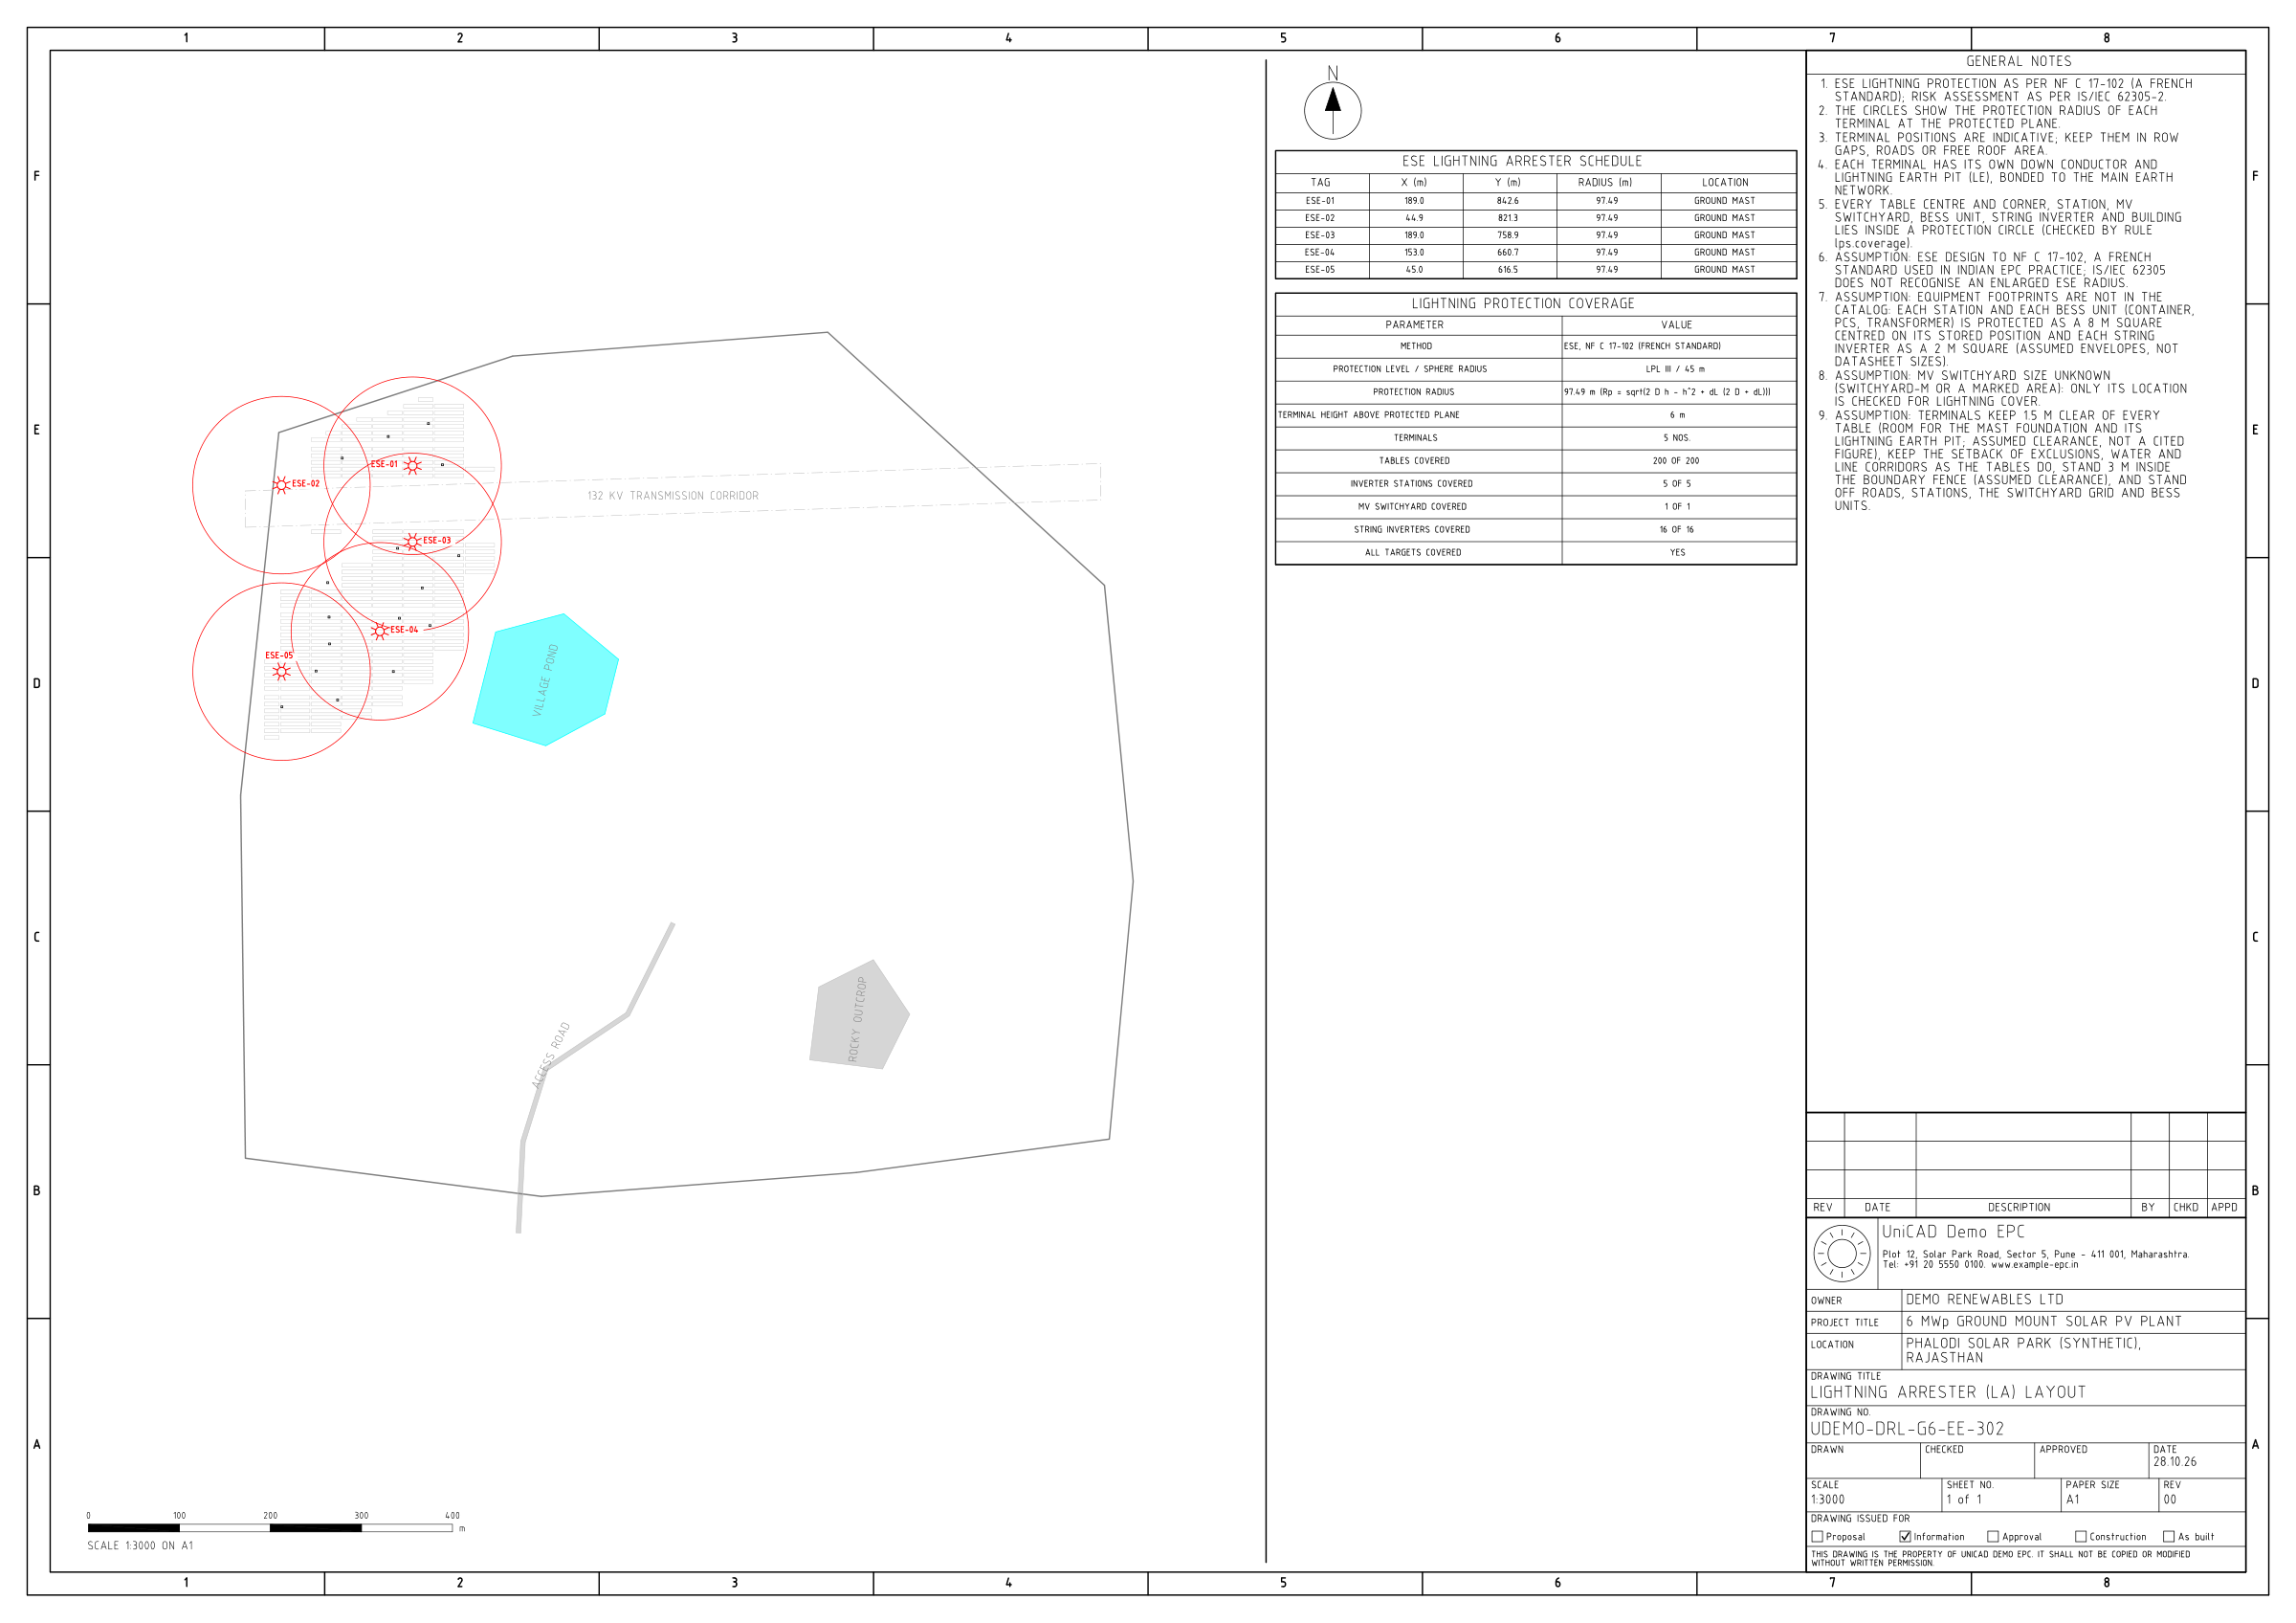 1 2 3 4 5 6 7 8
F
E
D
C
B
A
N
ESE-01
ESE-02
132 KV TRANSMISSION CORRIDOR
ESE-03
ESE-04
ESE-05
VILLAGE POND
ROCKY OUTCROP
ACCESS ROAD
0 100 200 300 400
m
SCALE 1:3000 ON A1
ESE LIGHTNING ARRESTER SCHEDULE
TAG X (m) Y (m) RADIUS (m) LOCATION
ESE-01 189.0 842.6 97.49 GROUND MAST
ESE-02 44.9 821.3 97.49 GROUND MAST
ESE-03 189.0 758.9 97.49 GROUND MAST
ESE-04 153.0 660.7 97.49 GROUND MAST
ESE-05 45.0 616.5 97.49 GROUND MAST
LIGHTNING PROTECTION COVERAGE
PARAMETER VALUE
METHOD ESE, NF C 17-102 (FRENCH STANDARD)
PROTECTION LEVEL / SPHERE RADIUS LPL III / 45 m
PROTECTION RADIUS 97.49 m (Rp = sqrt(2 D h - h^2 + dL (2 D + dL)))
TERMINAL HEIGHT ABOVE PROTECTED PLANE 6 m
TERMINALS 5 NOS.
TABLES COVERED 200 OF 200
INVERTER STATIONS COVERED 5 OF 5
MV SWITCHYARD COVERED 1 OF 1
STRING INVERTERS COVERED 16 OF 16
ALL TARGETS COVERED YES
GENERAL NOTES
1. ESE LIGHTNING PROTECTION AS PER NF C 17-102 (A FRENCH
STANDARD); RISK ASSESSMENT AS PER IS/IEC 62305-2.
2. THE CIRCLES SHOW THE PROTECTION RADIUS OF EACH
TERMINAL AT THE PROTECTED PLANE.
3. TERMINAL POSITIONS ARE INDICATIVE; KEEP THEM IN ROW
GAPS, ROADS OR FREE ROOF AREA.
4. EACH TERMINAL HAS ITS OWN DOWN CONDUCTOR AND
LIGHTNING EARTH PIT (LE), BONDED TO THE MAIN EARTH
NETWORK.
5. EVERY TABLE CENTRE AND CORNER, STATION, MV
SWITCHYARD, BESS UNIT, STRING INVERTER AND BUILDING
LIES INSIDE A PROTECTION CIRCLE (CHECKED BY RULE
lps.coverage).
6. ASSUMPTION: ESE DESIGN TO NF C 17-102, A FRENCH
STANDARD USED IN INDIAN EPC PRACTICE; IS/IEC 62305
DOES NOT RECOGNISE AN ENLARGED ESE RADIUS.
7. ASSUMPTION: EQUIPMENT FOOTPRINTS ARE NOT IN THE
CATALOG: EACH STATION AND EACH BESS UNIT (CONTAINER,
PCS, TRANSFORMER) IS PROTECTED AS A 8 M SQUARE
CENTRED ON ITS STORED POSITION AND EACH STRING
INVERTER AS A 2 M SQUARE (ASSUMED ENVELOPES, NOT
DATASHEET SIZES).
8. ASSUMPTION: MV SWITCHYARD SIZE UNKNOWN
(SWITCHYARD-M OR A MARKED AREA): ONLY ITS LOCATION
IS CHECKED FOR LIGHTNING COVER.
9. ASSUMPTION: TERMINALS KEEP 1.5 M CLEAR OF EVERY
TABLE (ROOM FOR THE MAST FOUNDATION AND ITS
LIGHTNING EARTH PIT; ASSUMED CLEARANCE, NOT A CITED
FIGURE), KEEP THE SETBACK OF EXCLUSIONS, WATER AND
LINE CORRIDORS AS THE TABLES DO, STAND 3 M INSIDE
THE BOUNDARY FENCE (ASSUMED CLEARANCE), AND STAND
OFF ROADS, STATIONS, THE SWITCHYARD GRID AND BESS
UNITS.
REV DATE DESCRIPTION BY CHKD APPD
UniCAD Demo EPC
Plot 12, Solar Park Road, Sector 5, Pune - 411 001, Maharashtra.
Tel: +91 20 5550 0100. www.example-epc.in
OWNER DEMO RENEWABLES LTD
PROJECT TITLE 6 MWp GROUND MOUNT SOLAR PV PLANT
LOCATION PHALODI SOLAR PARK (SYNTHETIC),
RAJASTHAN
DRAWING TITLE
LIGHTNING ARRESTER (LA) LAYOUT
DRAWING NO.
UDEMO-DRL-G6-EE-302
DRAWN CHECKED APPROVED DATE
28.10.26
SCALE SHEET NO. PAPER SIZE REV
1:3000 1 of 1 A1 00
DRAWING ISSUED FOR
Proposal Information Approval Construction As built
THIS DRAWING IS THE PROPERTY OF UNICAD DEMO EPC. IT SHALL NOT BE COPIED OR MODIFIED
WITHOUT WRITTEN PERMISSION.
F
E
D
C
B
A
1 2 3 4 5 6 7 8